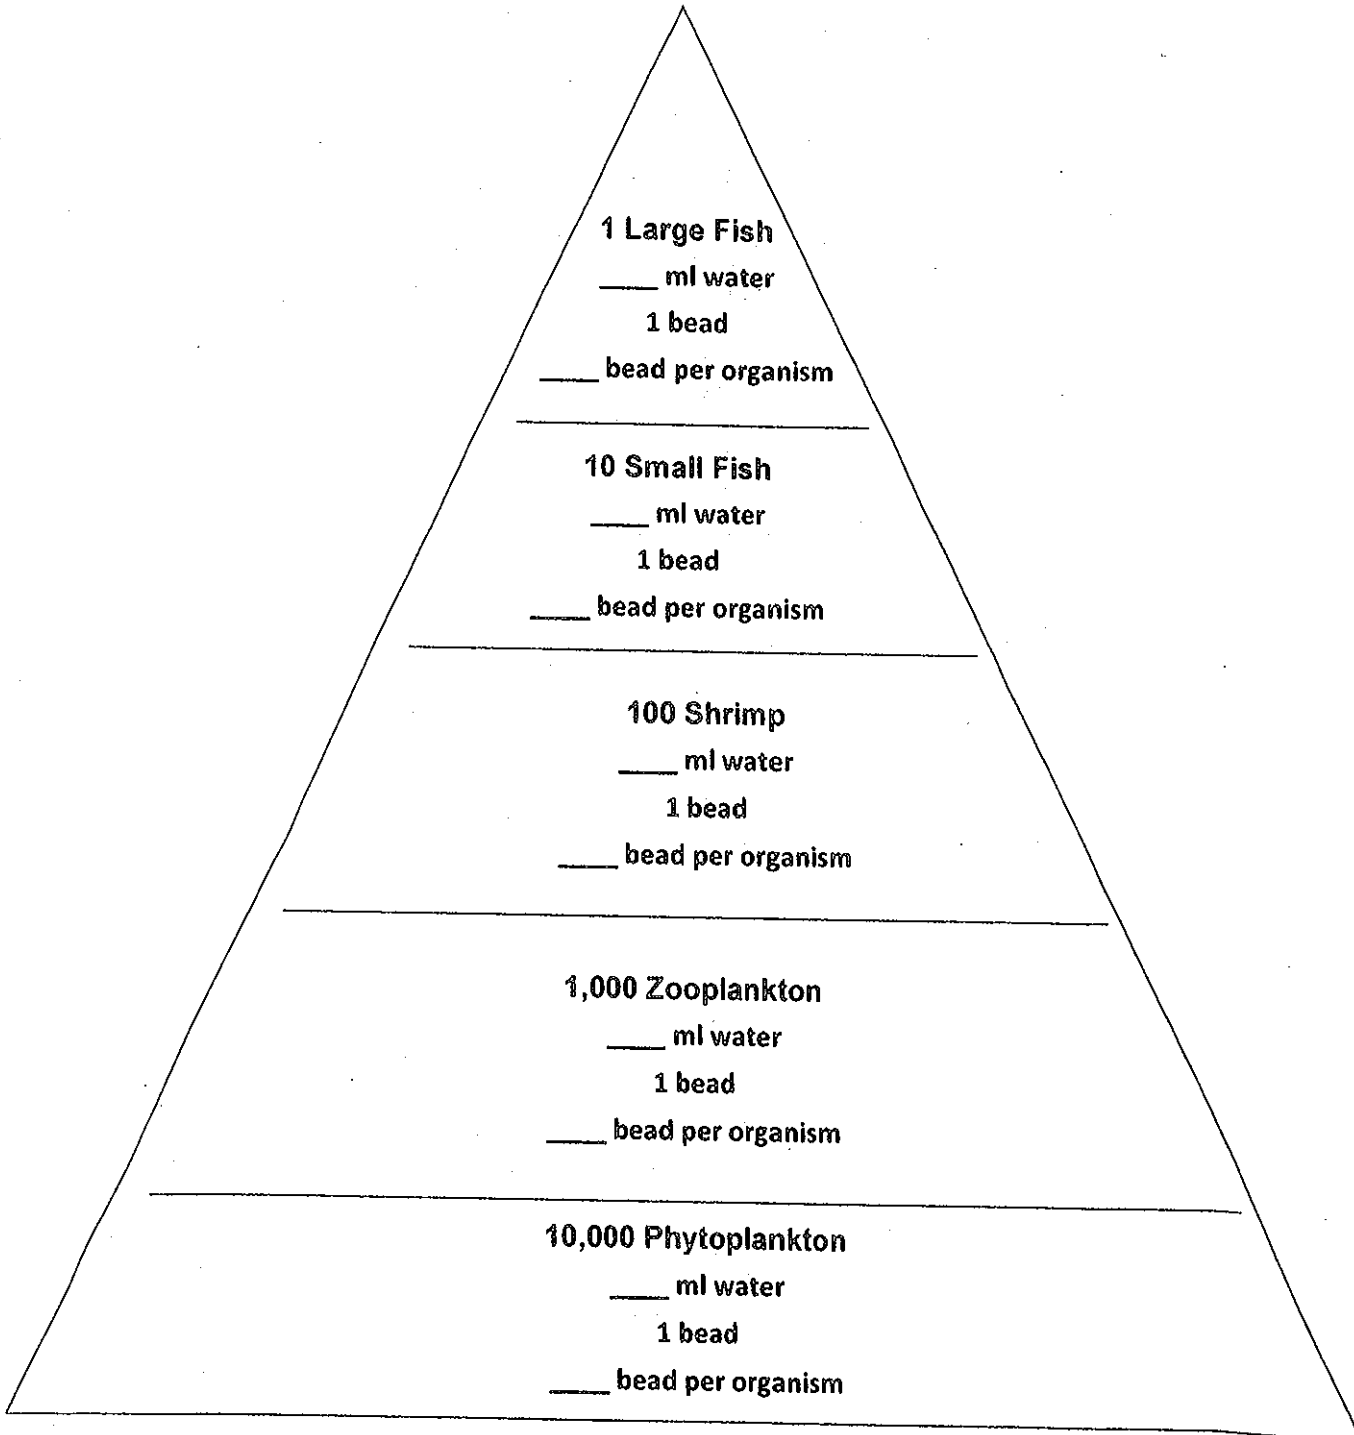 1 Large Fish
____ ml water
1 bead
____ bead per organism
10 Small Fish
____ ml water
1 bead
____ bead per organism
100 Shrimp
____ ml water
1 bead
____ bead per organism
1,000 Zooplankton
____ ml water
1 bead
____ bead per organism
10,000 Phytoplankton
____ ml water
1 bead
____ bead per organism